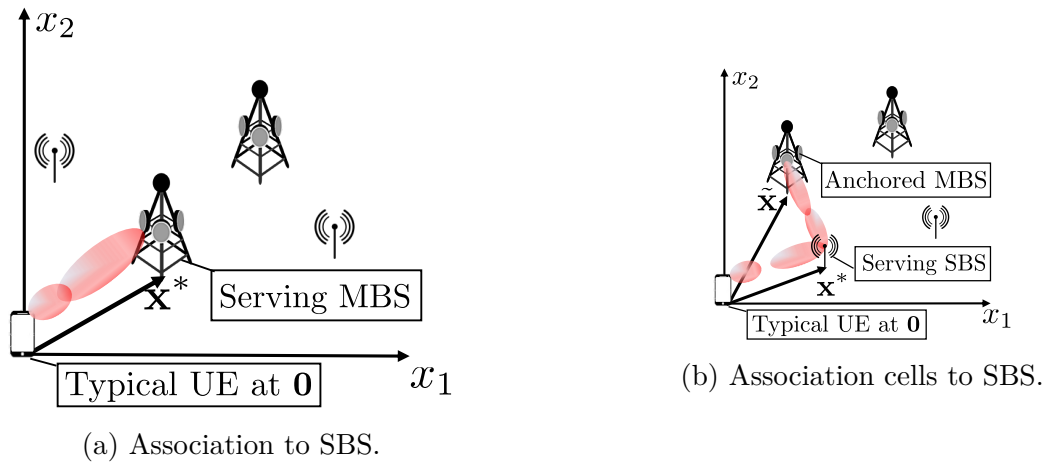 x₂
x*
Serving MBS
x₁
Typical UE at 0
(a) Association to SBS.
x₂
Anchored MBS
x̃
Serving SBS
x*
x₁
Typical UE at 0
(b) Association cells to SBS.